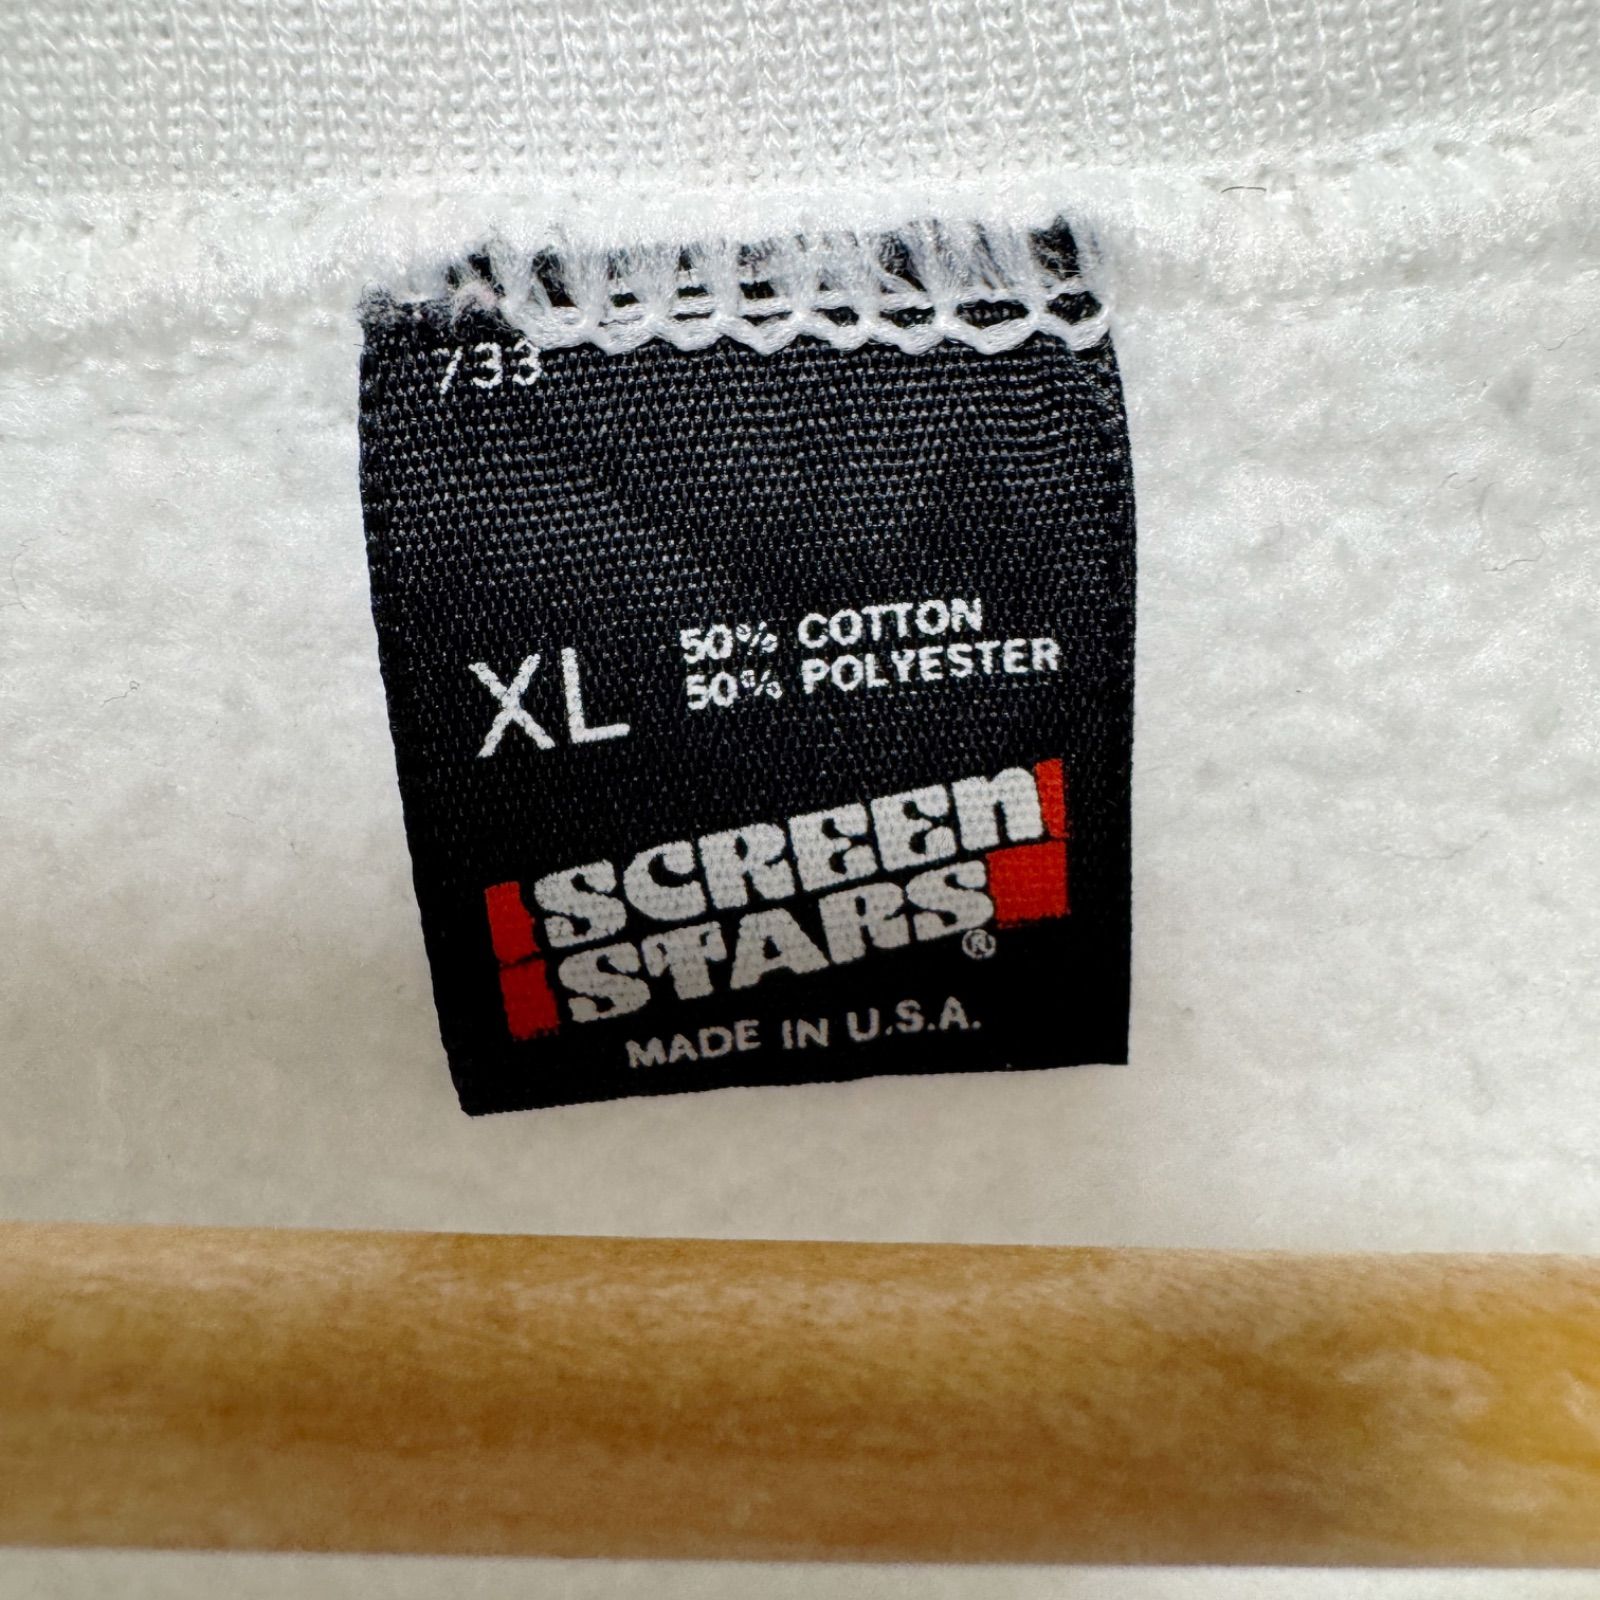 733
XL
50% COTTON
50% POLYESTER
SCREEN
STARS®
MADE IN U.S.A.